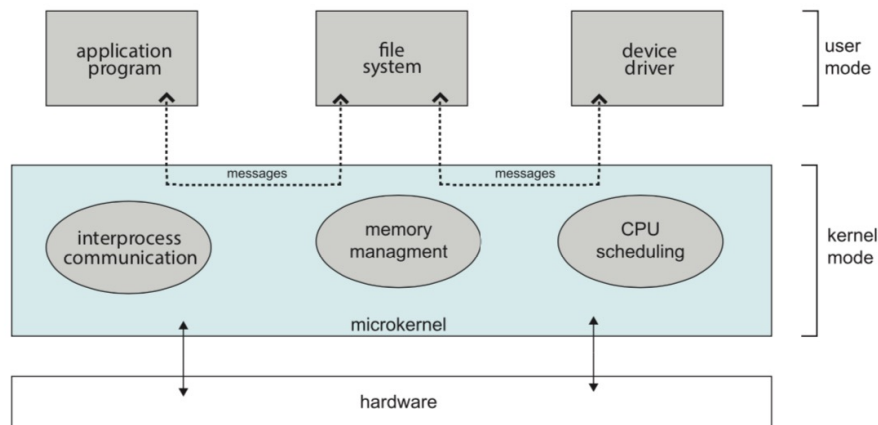 application
program
file
system
device
driver
user
mode
messages
messages
interprocess
communication
memory
managment
CPU
scheduling
kernel
mode
microkernel
hardware